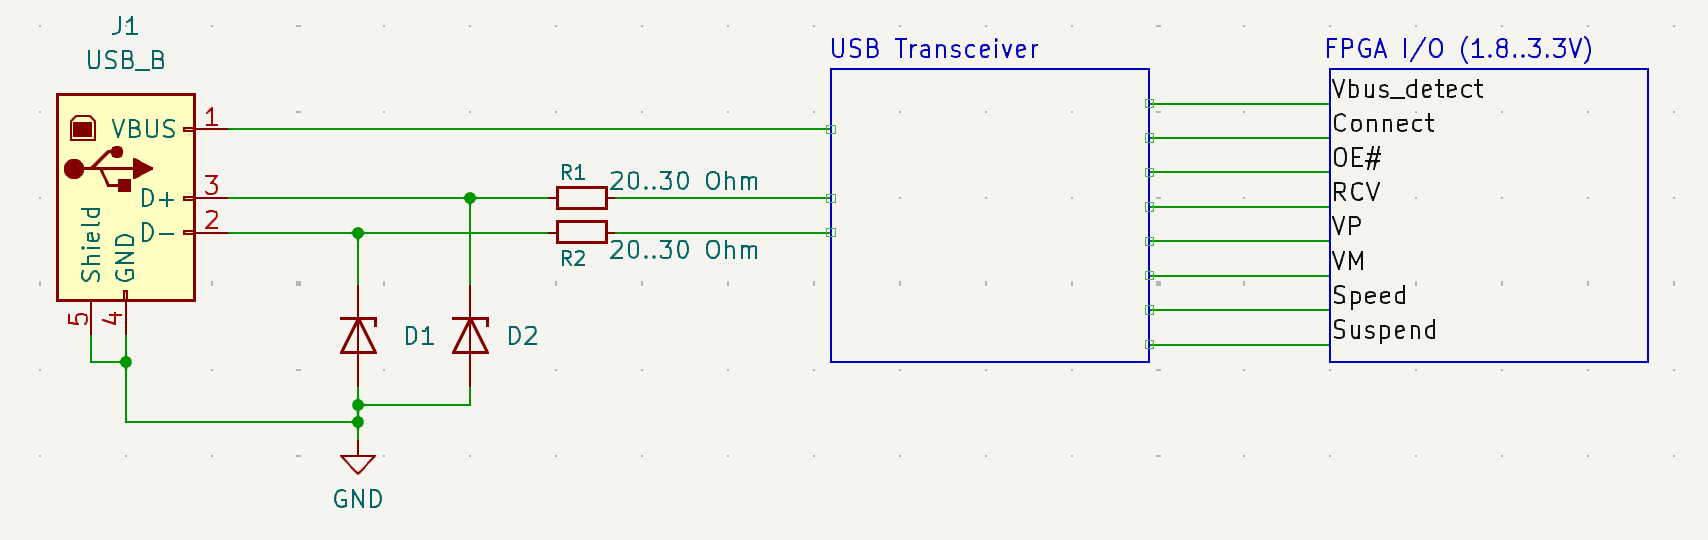 J1
USB_B
VBUS
1
D+
3
D-
2
Shield
GND
5
4
R1
20..30 Ohm
R2
20..30 Ohm
D1
D2
GND
USB Transceiver
FPGA I/O (1.8..3.3V)
Vbus_detect
Connect
OE#
RCV
VP
VM
Speed
Suspend